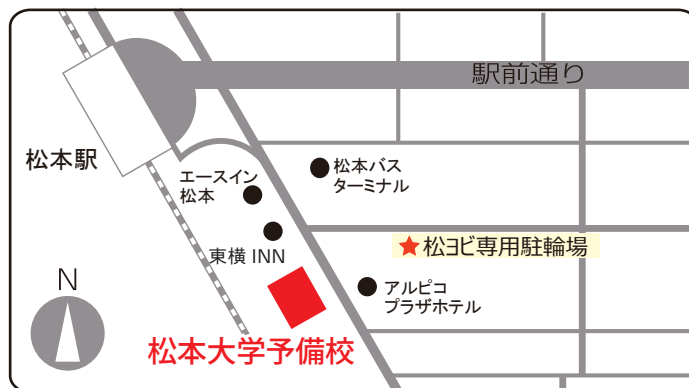 駅前通り
松本駅
松本バス
ターミナル
エースイン
松本
東横 INN
松ヨビ専用駐輪場
アルピコ
プラザホテル
N
松本大学予備校